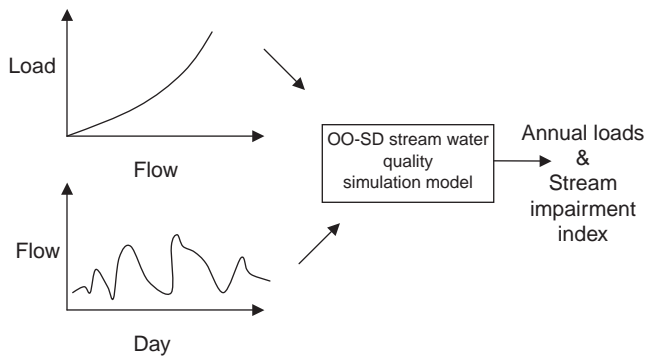 Load
Flow
Flow
Day
OO-SD stream water
quality
simulation model
Annual loads
&
Stream
impairment
index